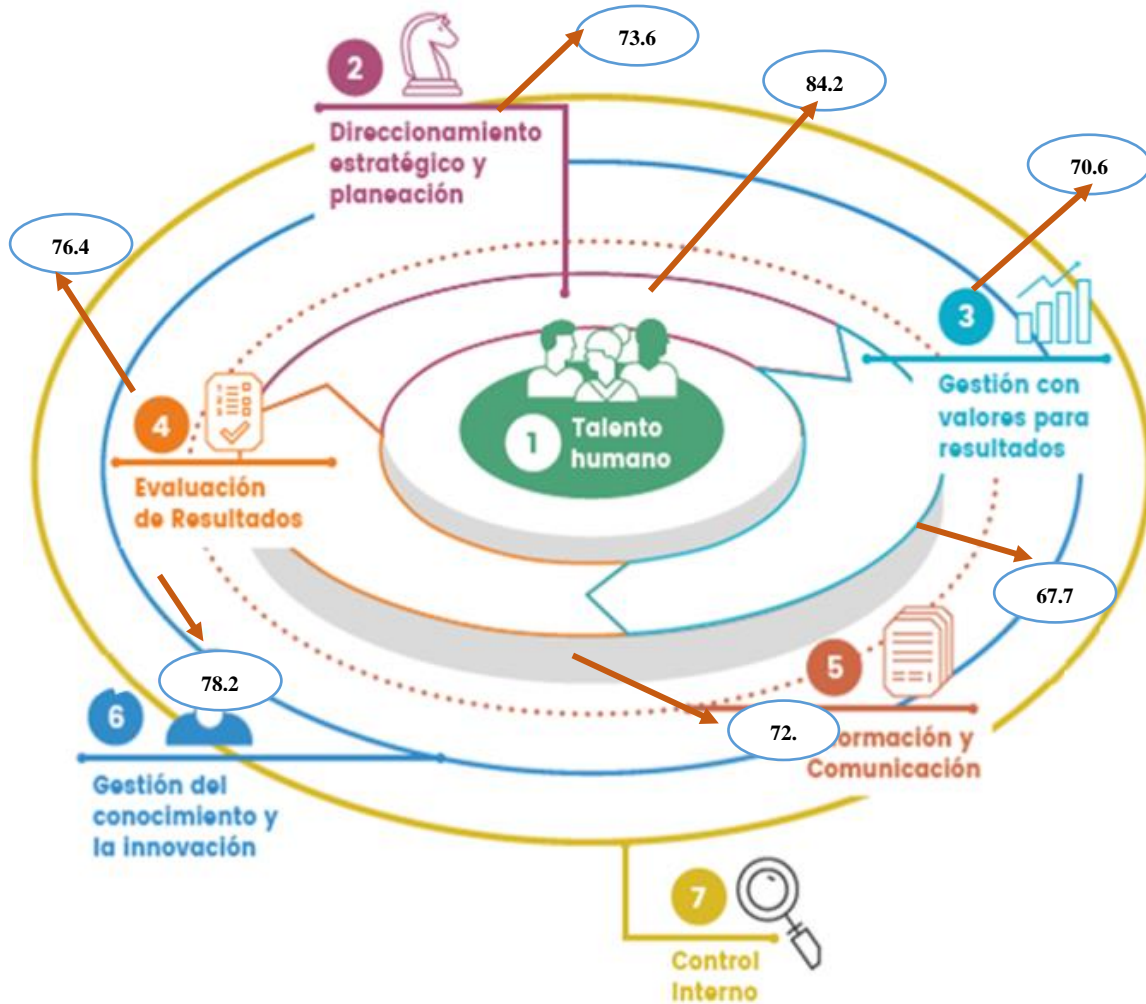 73.6
2
84.2
Direccionamiento
estratégico y
planeación
70.6
76.4
3
Gestión con
valores para
resultados
4
1
Talento
humano
Evaluación
de Resultados
67.7
5
78.2
6
72.
formación y
Comunicación
Gestión del
conocimiento y
la innovación
7
Control
Interno